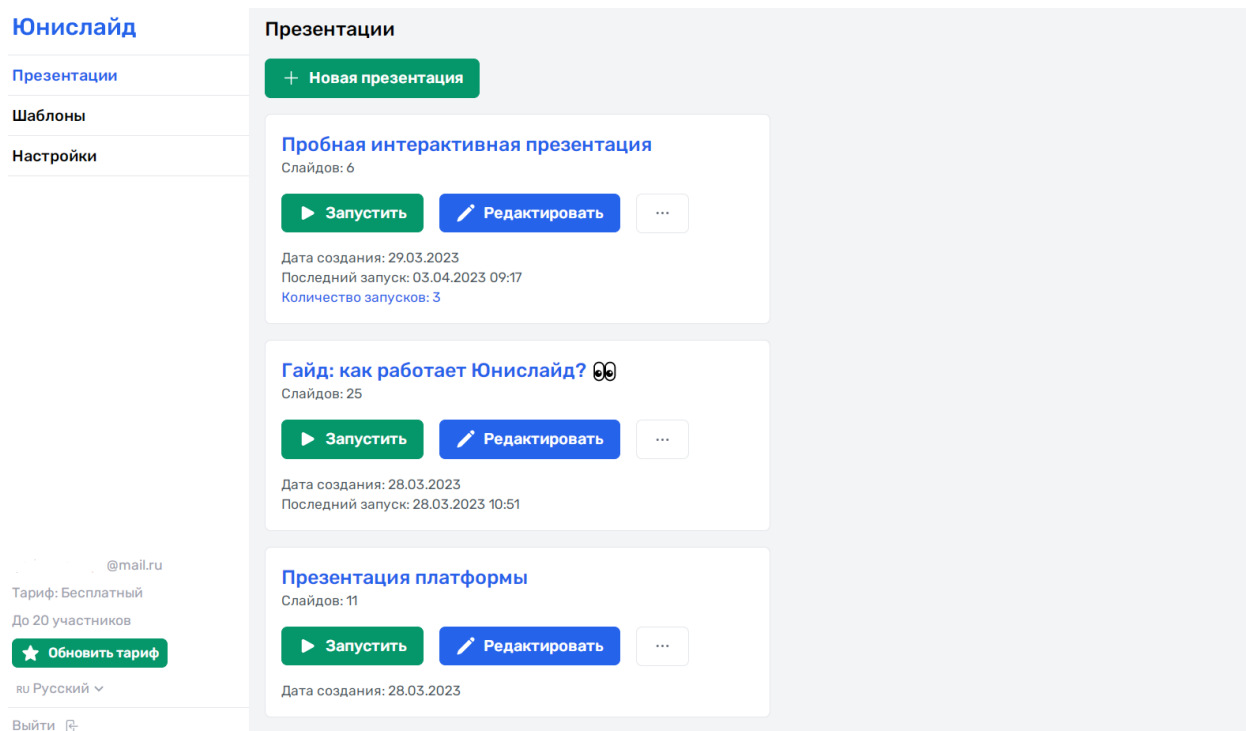 Юнислайд
Презентации
Шаблоны
Настройки
@mail.ru
Тариф: Бесплатный
До 20 участников
Обновить тариф
RU Русский
Выйти
Презентации
+ Новая презентация
Пробная интерактивная презентация
Слайдов: 6
Запустить Редактировать ...
Дата создания: 29.03.2023
Последний запуск: 03.04.2023 09:17
Количество запусков: 3
Гайд: как работает Юнислайд? 👀
Слайдов: 25
Запустить Редактировать ...
Дата создания: 28.03.2023
Последний запуск: 28.03.2023 10:51
Презентация платформы
Слайдов: 11
Запустить Редактировать ...
Дата создания: 28.03.2023